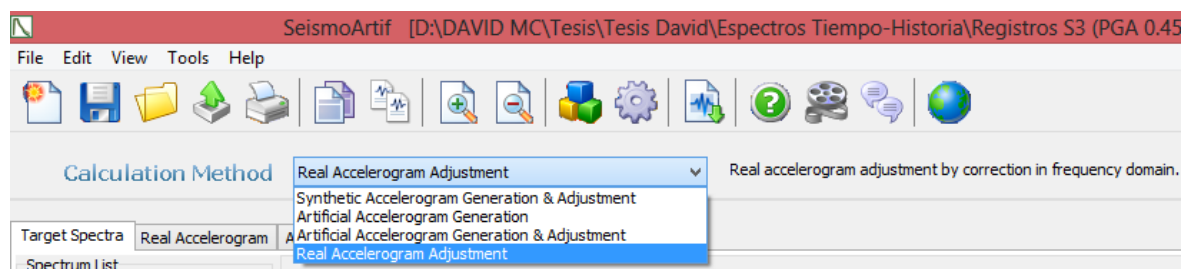 SeismoArtif [D:\DAVID MC\Tesis\Tesis David\Espectros Tiempo-Historia\Registros S3 (PGA 0.45
File Edit View Tools Help
Calculation Method Real Accelerogram Adjustment Real accelerogram adjustment by correction in frequency domain.
Synthetic Accelerogram Generation & Adjustment
Artificial Accelerogram Generation
Target Spectra Real Accelerogram A Artificial Accelerogram Generation & Adjustment
Real Accelerogram Adjustment
Spectrum List